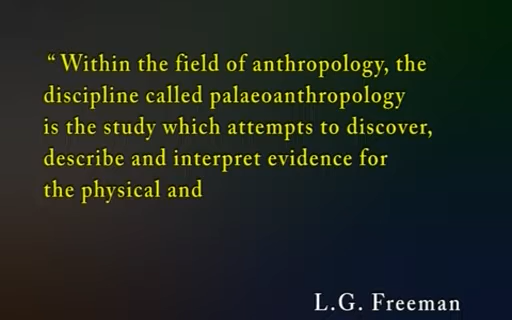 “ Within the field of anthropology, the
discipline called palaeoanthropology
is the study which attempts to discover,
describe and interpret evidence for
the physical and
L.G. Freeman